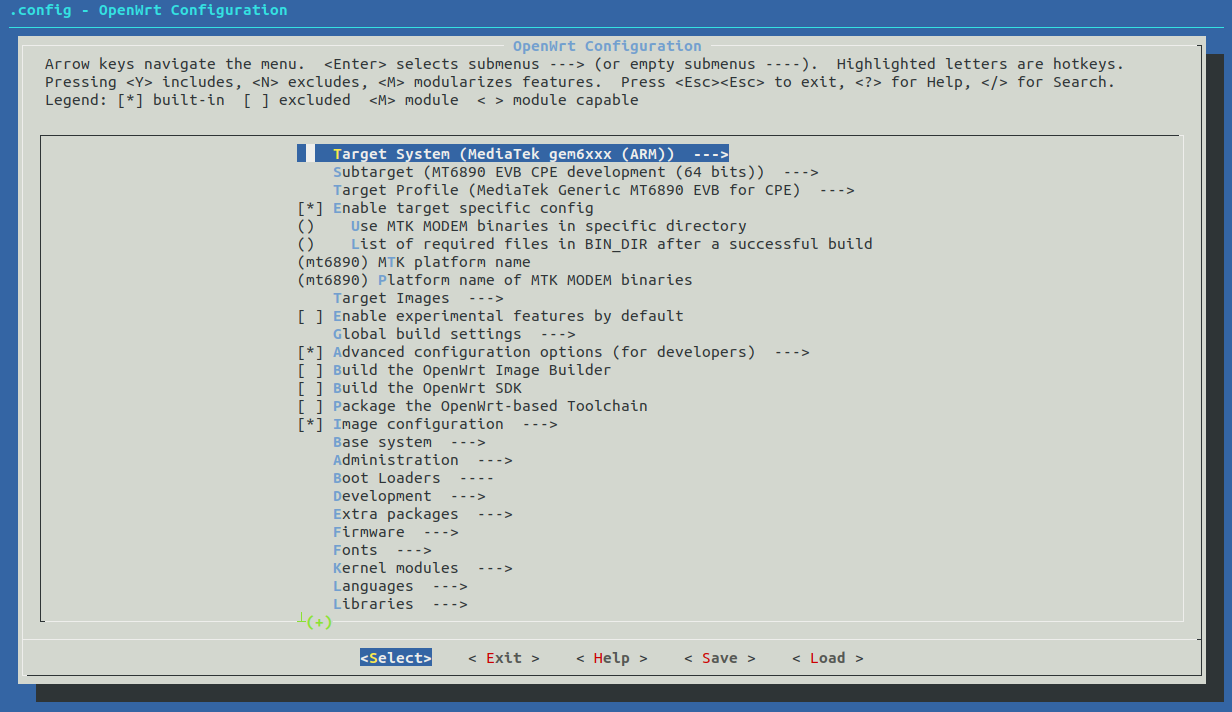 .config - OpenWrt Configuration
OpenWrt Configuration
Arrow keys navigate the menu.  <Enter> selects submenus ---> (or empty submenus ----).  Highlighted letters are hotkeys.
Pressing <Y> includes, <N> excludes, <M> modularizes features.  Press <Esc><Esc> to exit, <?> for Help, </> for Search.
Legend: [*] built-in  [ ] excluded  <M> module  < > module capable
Target System (MediaTek gem6xxx (ARM))  --->
Subtarget (MT6890 EVB CPE development (64 bits))  --->
Target Profile (MediaTek Generic MT6890 EVB for CPE)  --->
[*] Enable target specific config
()    Use MTK MODEM binaries in specific directory
()    List of required files in BIN_DIR after a successful build
(mt6890) MTK platform name
(mt6890) Platform name of MTK MODEM binaries
Target Images  --->
[ ] Enable experimental features by default
Global build settings  --->
[*] Advanced configuration options (for developers)  --->
[ ] Build the OpenWrt Image Builder
[ ] Build the OpenWrt SDK
[ ] Package the OpenWrt-based Toolchain
[*] Image configuration  --->
Base system  --->
Administration  --->
Boot Loaders  ----
Development  --->
Extra packages  --->
Firmware  --->
Fonts  --->
Kernel modules  --->
Languages  --->
Libraries  --->
(+)
<Select>    < Exit >    < Help >    < Save >    < Load >